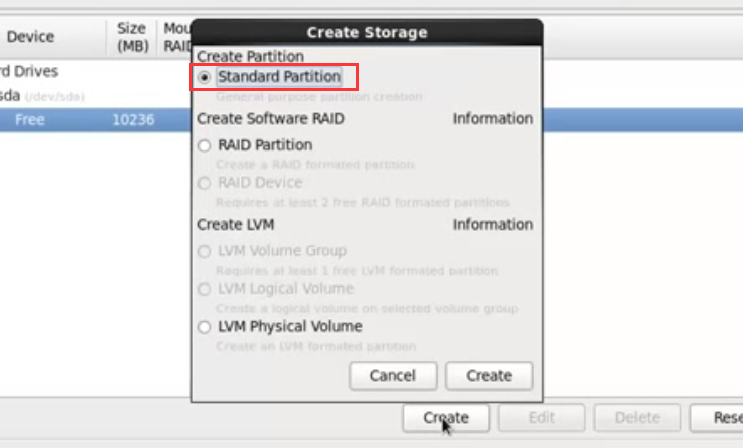 Create Storage
Device
Size (MB)
Mou
RAID
Create Partition
Standard Partition
General purpose partition creation
rd Drives
sda (/dev/sda)
Free 10236
Create Software RAID Information
RAID Partition
Create a RAID formated partition
RAID Device
Requires at least 2 free RAID formated partitions
Create LVM Information
LVM Volume Group
Requires at least 1 free LVM formated partition
LVM Logical Volume
Create a logical volume on selected volume group
LVM Physical Volume
Create an LVM formated partition
Cancel Create
Create Edit Delete Rese